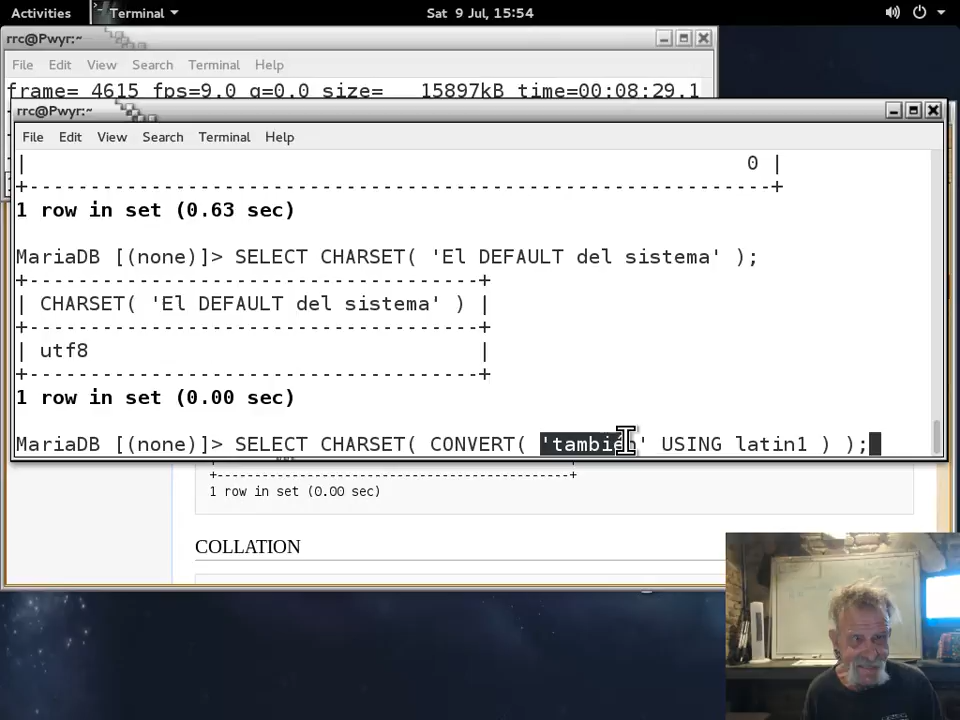 Activities Terminal Sat 9 Jul, 15:54
rrc@Pwyr:~
File Edit View Search Terminal Help
frame= 4615 fps=9.0 q=0.0 size= 15897kB time=00:08:29.1
rrc@Pwyr:~
File Edit View Search Terminal Help
| 0 |
+---------------------------------------------------------------+
1 row in set (0.63 sec)
MariaDB [(none)]> SELECT CHARSET( 'El DEFAULT del sistema' );
+--------------------------------------+
| CHARSET( 'El DEFAULT del sistema' ) |
+--------------------------------------+
| utf8 |
+--------------------------------------+
1 row in set (0.00 sec)
MariaDB [(none)]> SELECT CHARSET( CONVERT( 'también' USING latin1 ) );
+-----------------------------------------------+
1 row in set (0.00 sec)
COLLATION